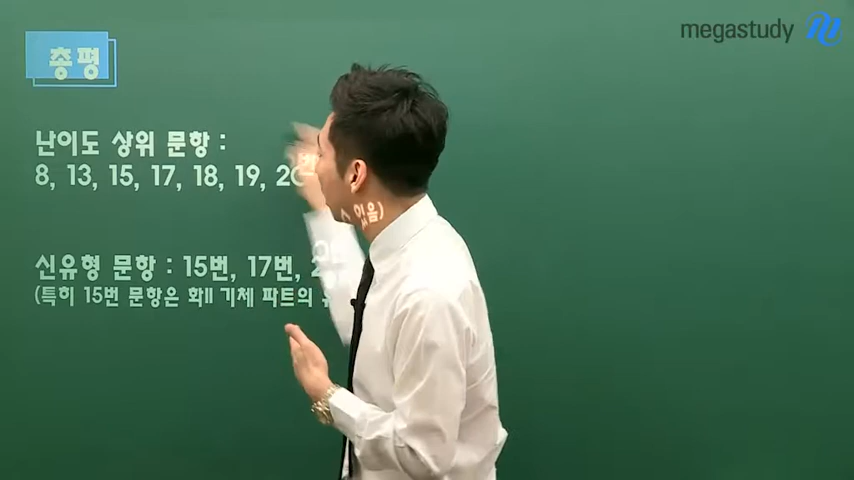 megastudy
총평
난이도 상위 문항 :
8, 13, 15, 17, 18, 19,
신유형 문항 : 15번, 17번,
(특히 15번 문항은 화II 기체 파트의
있음)